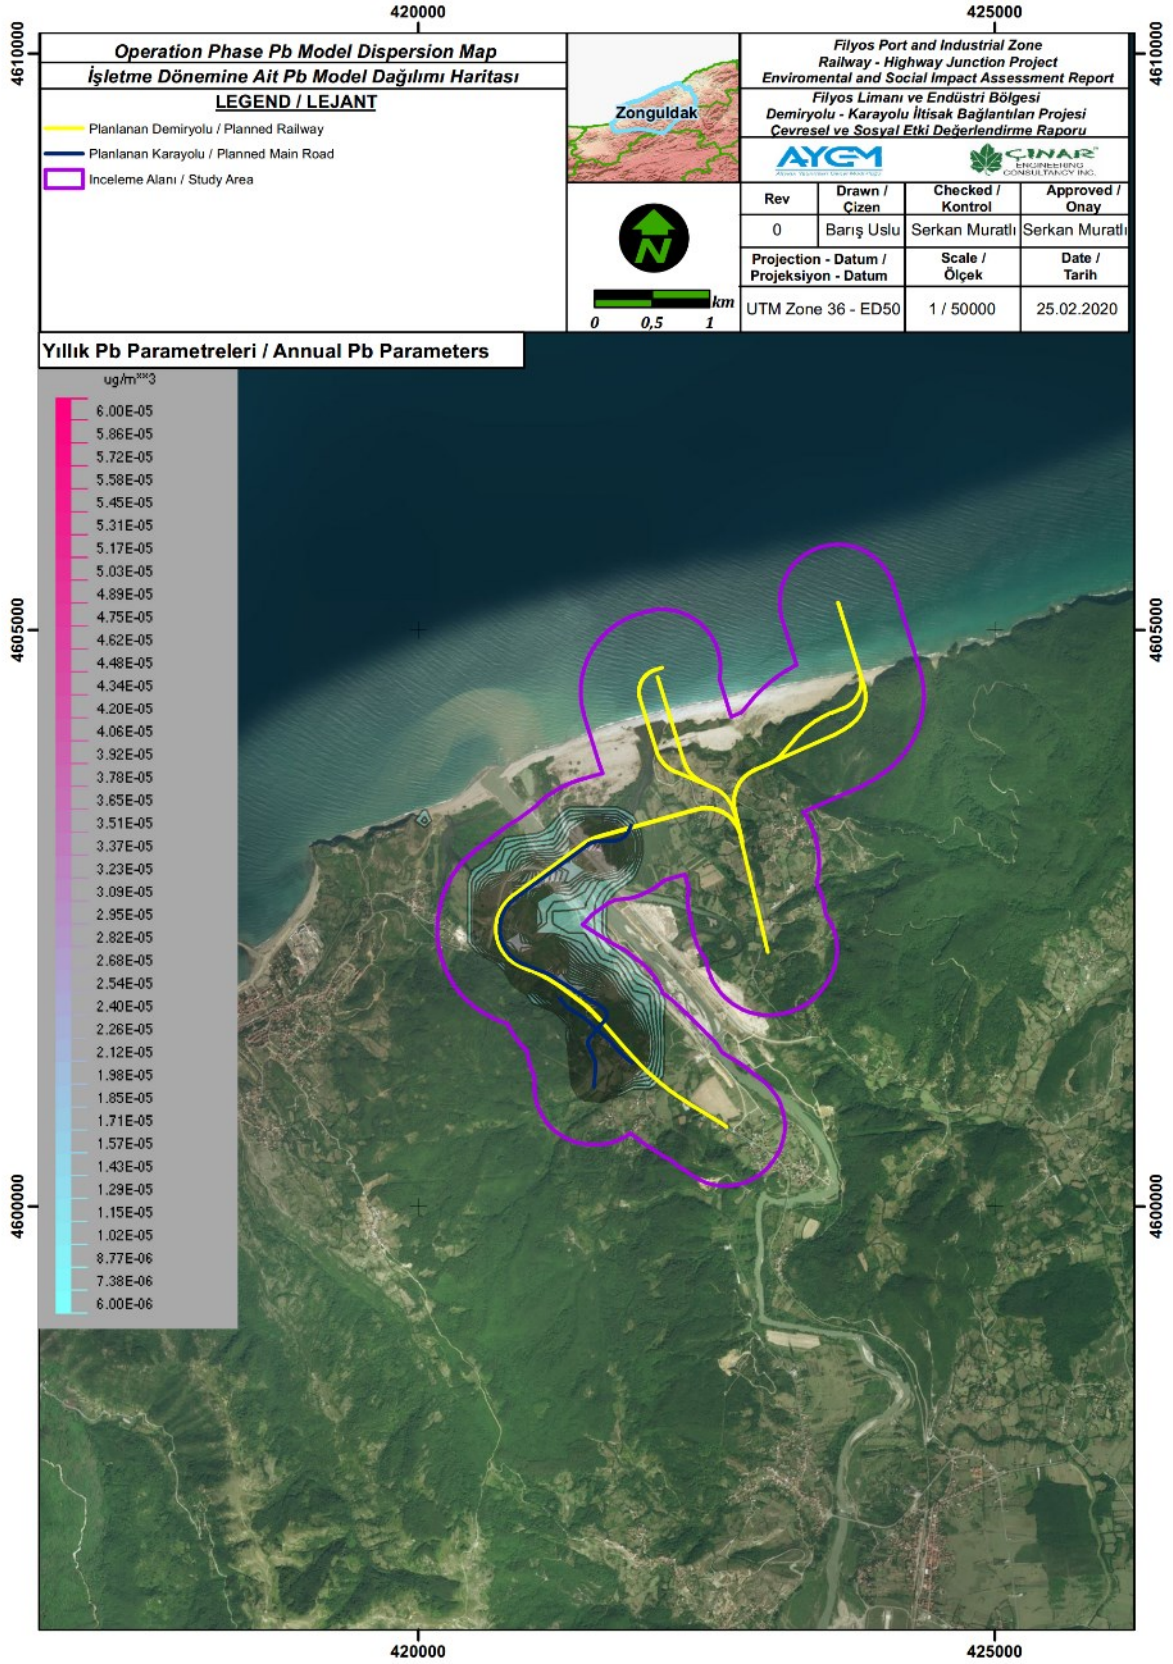 420000
425000
4610000
4610000
Operation Phase Pb Model Dispersion Map
İşletme Dönemine Ait Pb Model Dağılımı Haritası
LEGEND / LEJANT
Planlanan Demiryolu / Planned Railway
Planlanan Karayolu / Planned Main Road
Inceleme Alanı / Study Area
Zonguldak
N
km
0 0,5 1
Filyos Port and Industrial Zone
Railway - Highway Junction Project
Enviromental and Social Impact Assessment Report
Filyos Limanı ve Endüstri Bölgesi
Demiryolu - Karayolu İltisak Bağlantıları Projesi
Çevresel ve Sosyal Etki Değerlendirme Raporu
AYGM
ÇINAR
ENGINEERING
CONSULTANCY INC.
Rev
Drawn /
Çizen
Checked /
Kontrol
Approved /
Onay
0
Barış Uslu
Serkan Muratlı
Serkan Muratlı
Projection - Datum /
Projeksiyon - Datum
Scale /
Ölçek
Date /
Tarih
UTM Zone 36 - ED50
1 / 50000
25.02.2020
Yıllık Pb Parametreleri / Annual Pb Parameters
ug/m**3
6.00E-05
5.86E-05
5.72E-05
5.58E-05
5.45E-05
5.31E-05
5.17E-05
5.03E-05
4.89E-05
4.75E-05
4.62E-05
4.48E-05
4.34E-05
4.20E-05
4.06E-05
3.92E-05
3.78E-05
3.65E-05
3.51E-05
3.37E-05
3.23E-05
3.09E-05
2.95E-05
2.82E-05
2.68E-05
2.54E-05
2.40E-05
2.26E-05
2.12E-05
1.98E-05
1.85E-05
1.71E-05
1.57E-05
1.43E-05
1.29E-05
1.15E-05
1.02E-05
8.77E-06
7.38E-06
6.00E-06
4605000
4605000
4600000
4600000
420000
425000